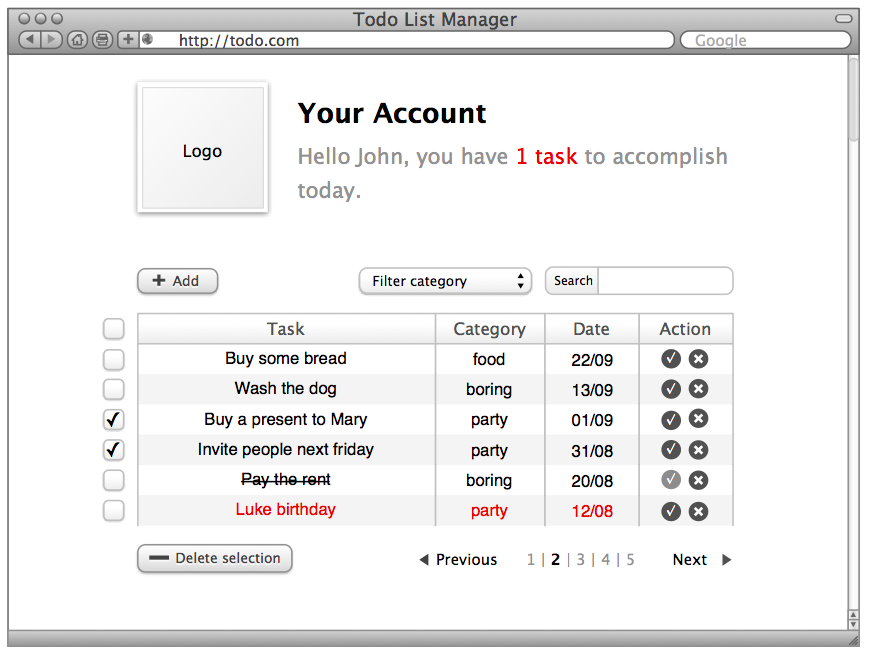 Todo List Manager
http://todo.com Google
Logo
Your Account
Hello John, you have 1 task to accomplish
today.
Add Filter category Search
Task Category Date Action
Buy some bread food 22/09
Wash the dog boring 13/09
Buy a present to Mary party 01/09
Invite people next friday party 31/08
Pay the rent boring 20/08
Luke birthday party 12/08
Delete selection Previous 1 | 2 | 3 | 4 | 5 Next